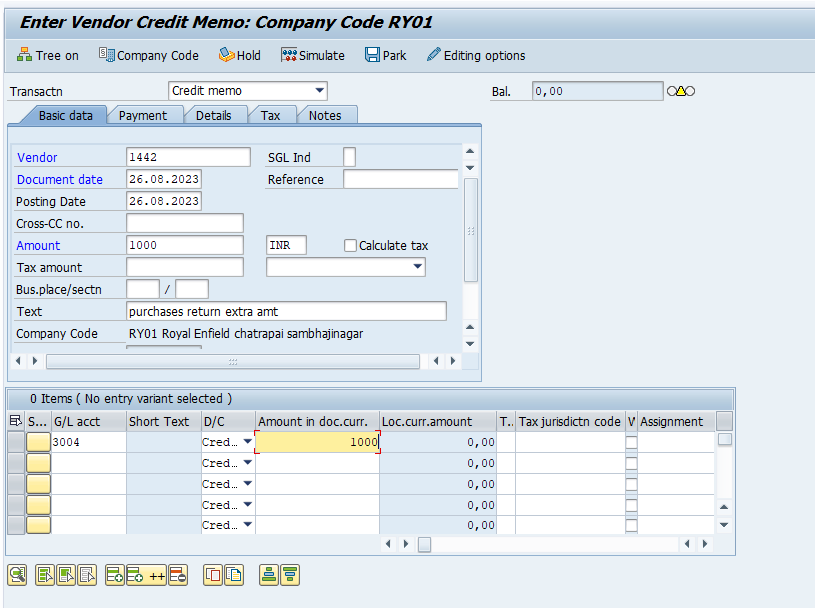 Enter Vendor Credit Memo: Company Code RY01
Tree on Company Code Hold Simulate Park Editing options
Transactn Credit memo Bal. 0,00
Basic data Payment Details Tax Notes
Vendor 1442 SGL Ind
Document date 26.08.2023 Reference
Posting Date 26.08.2023
Cross-CC no.
Amount 1000 INR Calculate tax
Tax amount
Bus.place/sectn /
Text purchases return extra amt
Company Code RY01 Royal Enfield chatrapai sambhajinagar
0 Items ( No entry variant selected )
S... G/L acct Short Text D/C Amount in doc.curr. Loc.curr.amount T.. Tax jurisdictn code W Assignment
3004 Cred... 1000 0,00
Cred... 0,00
Cred... 0,00
Cred... 0,00
Cred... 0,00
++